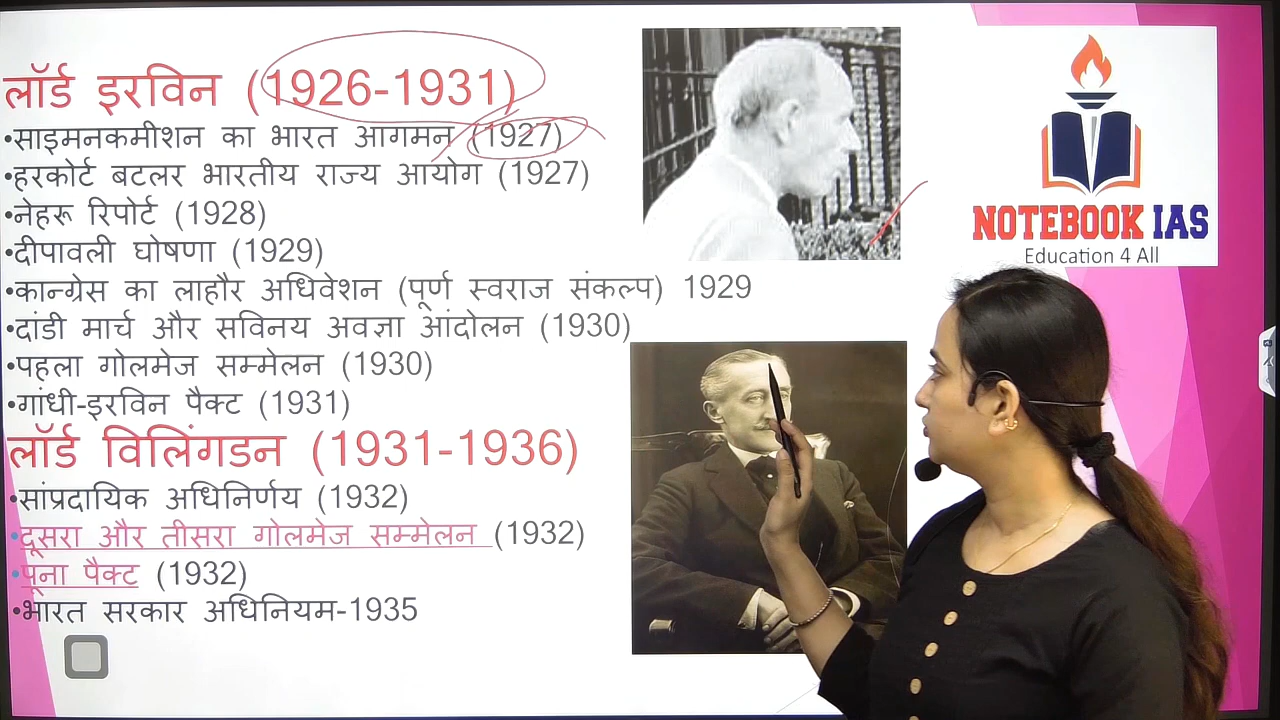 लॉर्ड इरविन (1926-1931)
•साइमनकमीशन का भारत आगमन (1927)
•हरकोर्ट बटलर भारतीय राज्य आयोग (1927)
•नेहरू रिपोर्ट (1928)
•दीपावली घोषणा (1929)
•कान्ग्रेस का लाहौर अधिवेशन (पूर्ण स्वराज संकल्प) 1929
•दांडी मार्च और सविनय अवज्ञा आंदोलन (1930)
•पहला गोलमेज सम्मेलन (1930)
•गांधी-इरविन पैक्ट (1931)
लॉर्ड विलिंगडन (1931-1936)
•सांप्रदायिक अधिनिर्णय (1932)
•दूसरा और तीसरा गोलमेज सम्मेलन (1932)
•पूना पैक्ट (1932)
•भारत सरकार अधिनियम-1935
NOTEBOOK IAS
Education 4 All